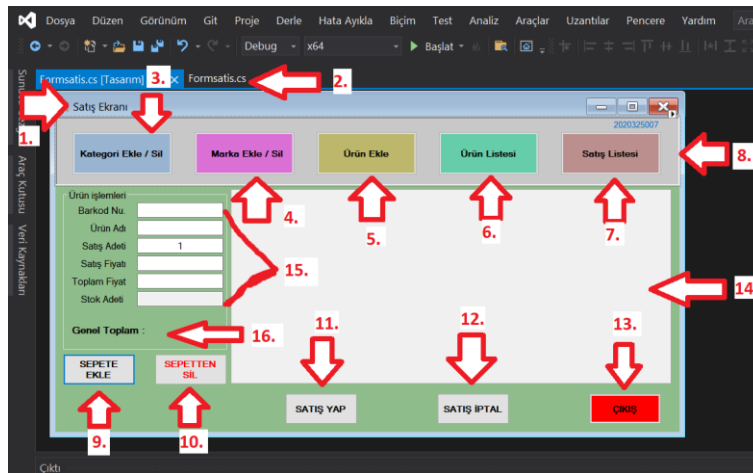 Dosya Düzen Görünüm Git Proje Derle Hata Ayıkla Biçim Test Analiz Araçlar Uzantılar Pencere Yardım Ara
Debug x64 Başlat
Formsatis.cs [Tasarım] 3. Formsatis.cs 2.
1. Satış Ekranı
2020325007
Kategori Ekle / Sil Marka Ekle / Sil Ürün Ekle Ürün Listesi Satış Listesi 8.
Araç Kutusu
Veri Kaynakları
Ürün işlemleri
4. 5. 6. 7.
Barkod Nu.
Ürün Adı
Satış Adeti 1
Satış Fiyatı 15.
Toplam Fiyat 14
Stok Adeti
Genel Toplam : 16. 11. 12. 13.
SEPETE EKLE
SEPETTEN SİL
SATIŞ YAP SATIŞ İPTAL ÇIKIŞ
9. 10.
Çıktı